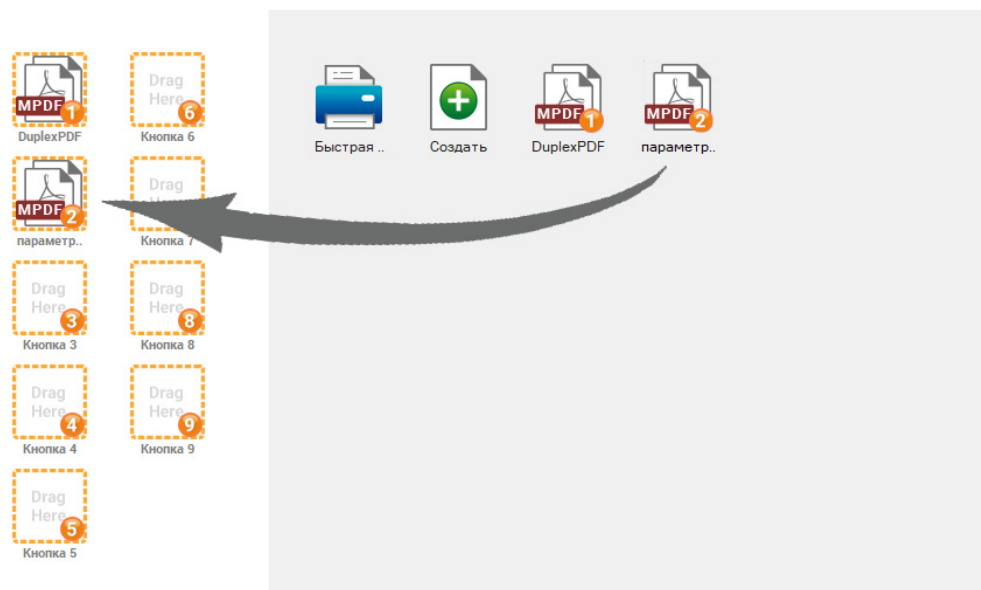 MPDF 1
DuplexPDF
Drag
Here
6
Кнопка 6
MPDF 2
параметр..
Drag
Кнопка 7
Drag
Here
3
Кнопка 3
Drag
Here
8
Кнопка 8
Drag
Here
4
Кнопка 4
Drag
Here
9
Кнопка 9
Drag
Here
5
Кнопка 5
Быстрая ..
Создать
MPDF 1
DuplexPDF
MPDF 2
параметр..